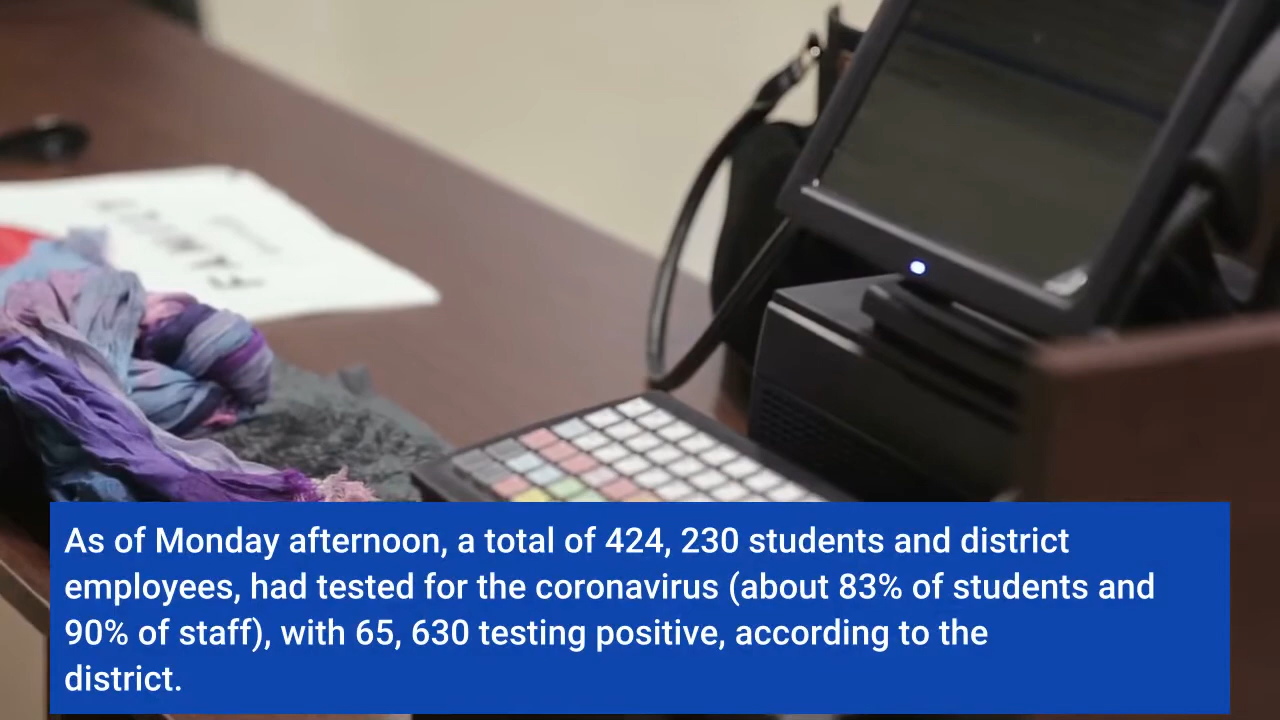 As of Monday afternoon, a total of 424, 230 students and district
employees, had tested for the coronavirus (about 83% of students and
90% of staff), with 65, 630 testing positive, according to the
district.